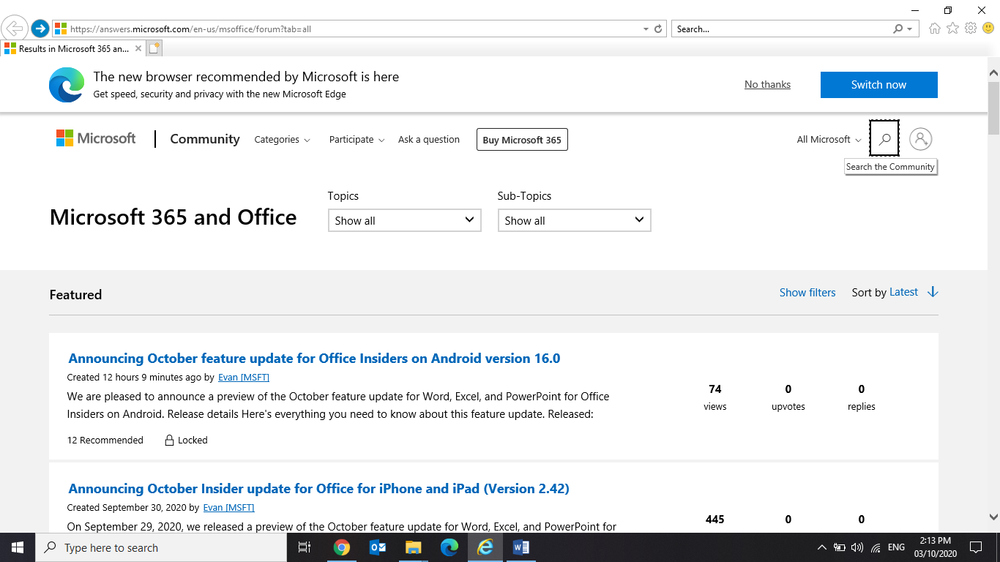 https://answers.microsoft.com/en-us/msoffice/forum?tab=all
Search...
Results in Microsoft 365 an...
The new browser recommended by Microsoft is here
Get speed, security and privacy with the new Microsoft Edge
No thanks
Switch now
Microsoft
Community
Categories
Participate
Ask a question
Buy Microsoft 365
All Microsoft
Search the Community
Microsoft 365 and Office
Topics
Show all
Sub-Topics
Show all
Featured
Show filters
Sort by Latest
Announcing October feature update for Office Insiders on Android version 16.0
Created 12 hours 9 minutes ago by Evan [MSFT]
We are pleased to announce a preview of the October feature update for Word, Excel, and PowerPoint for Office
Insiders on Android. Release details Here's everything you need to know about this feature update. Released:
12 Recommended
Locked
74
views
0
upvotes
0
replies
Announcing October Insider update for Office for iPhone and iPad (Version 2.42)
Created September 30, 2020 by Evan [MSFT]
On September 29, 2020, we released a preview of the October feature update for Word, Excel, and PowerPoint for
445
0
0
Type here to search
ENG
2:13 PM
03/10/2020